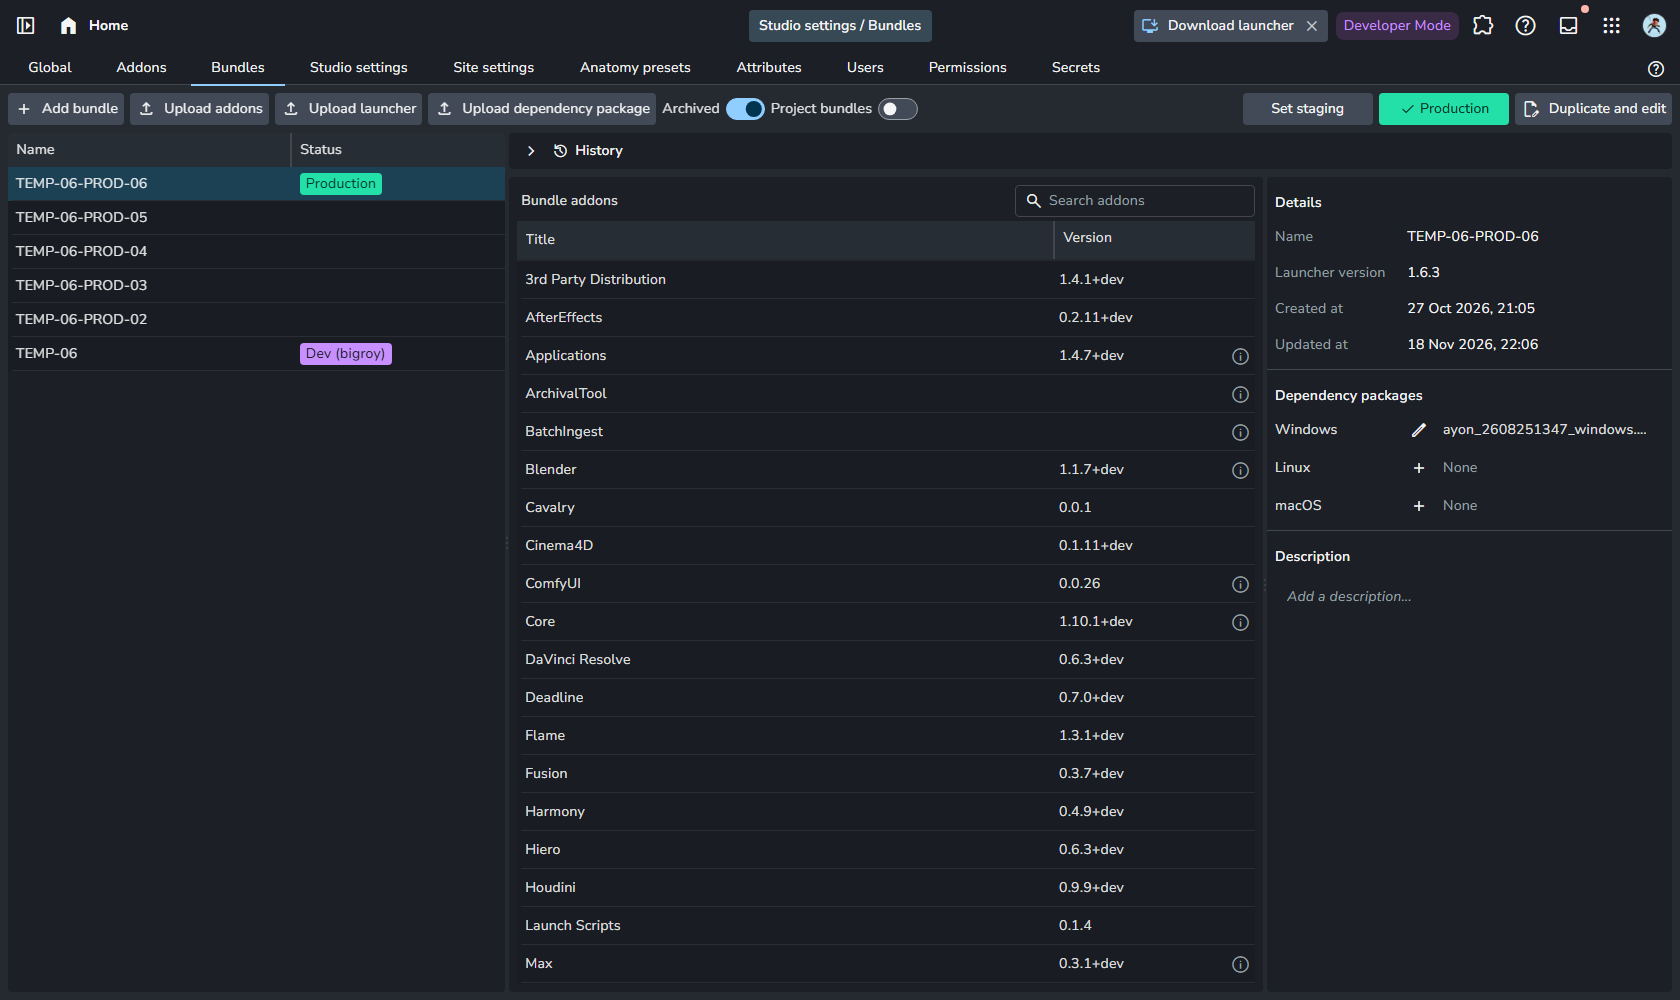 Home
Studio settings / Bundles
Download launcher
Developer Mode
Global
Addons
Bundles
Studio settings
Site settings
Anatomy presets
Attributes
Users
Permissions
Secrets
Add bundle
Upload addons
Upload launcher
Upload dependency package
Archived
Project bundles
Set staging
Production
Duplicate and edit
Name Status
TEMP-06-PROD-06 Production
TEMP-06-PROD-05
TEMP-06-PROD-04
TEMP-06-PROD-03
TEMP-06-PROD-02
TEMP-06 Dev (bigroy)
History
Bundle addons
Search addons
Title Version
3rd Party Distribution 1.4.1+dev
AfterEffects 0.2.11+dev
Applications 1.4.7+dev
ArchivalTool
BatchIngest
Blender 1.1.7+dev
Cavalry 0.0.1
Cinema4D 0.1.11+dev
ComfyUI 0.0.26
Core 1.10.1+dev
DaVinci Resolve 0.6.3+dev
Deadline 0.7.0+dev
Flame 1.3.1+dev
Fusion 0.3.7+dev
Harmony 0.4.9+dev
Hiero 0.6.3+dev
Houdini 0.9.9+dev
Launch Scripts 0.1.4
Max 0.3.1+dev
Details
Name TEMP-06-PROD-06
Launcher version 1.6.3
Created at 27 Oct 2026, 21:05
Updated at 18 Nov 2026, 22:06
Dependency packages
Windows ayon_2608251347_windows....
Linux None
macOS None
Description
Add a description...